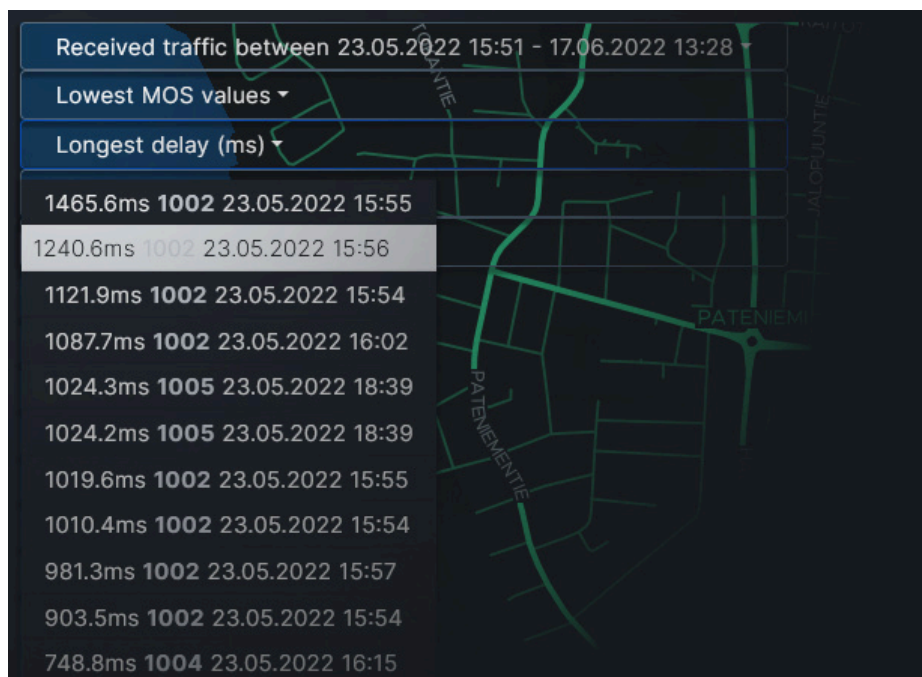 Received traffic between 23.05.2022 15:51 - 17.06.2022 13:28
Lowest MOS values
Longest delay (ms)
1465.6ms 1002 23.05.2022 15:55
1240.6ms 1002 23.05.2022 15:56
1121.9ms 1002 23.05.2022 15:54
1087.7ms 1002 23.05.2022 16:02
1024.3ms 1005 23.05.2022 18:39
1024.2ms 1005 23.05.2022 18:39
1019.6ms 1002 23.05.2022 15:55
1010.4ms 1002 23.05.2022 15:54
981.3ms 1002 23.05.2022 15:57
903.5ms 1002 23.05.2022 15:54
748.8ms 1004 23.05.2022 16:15
JALOPUUNTIE
PATENIEMI
PATENIEMENTIE